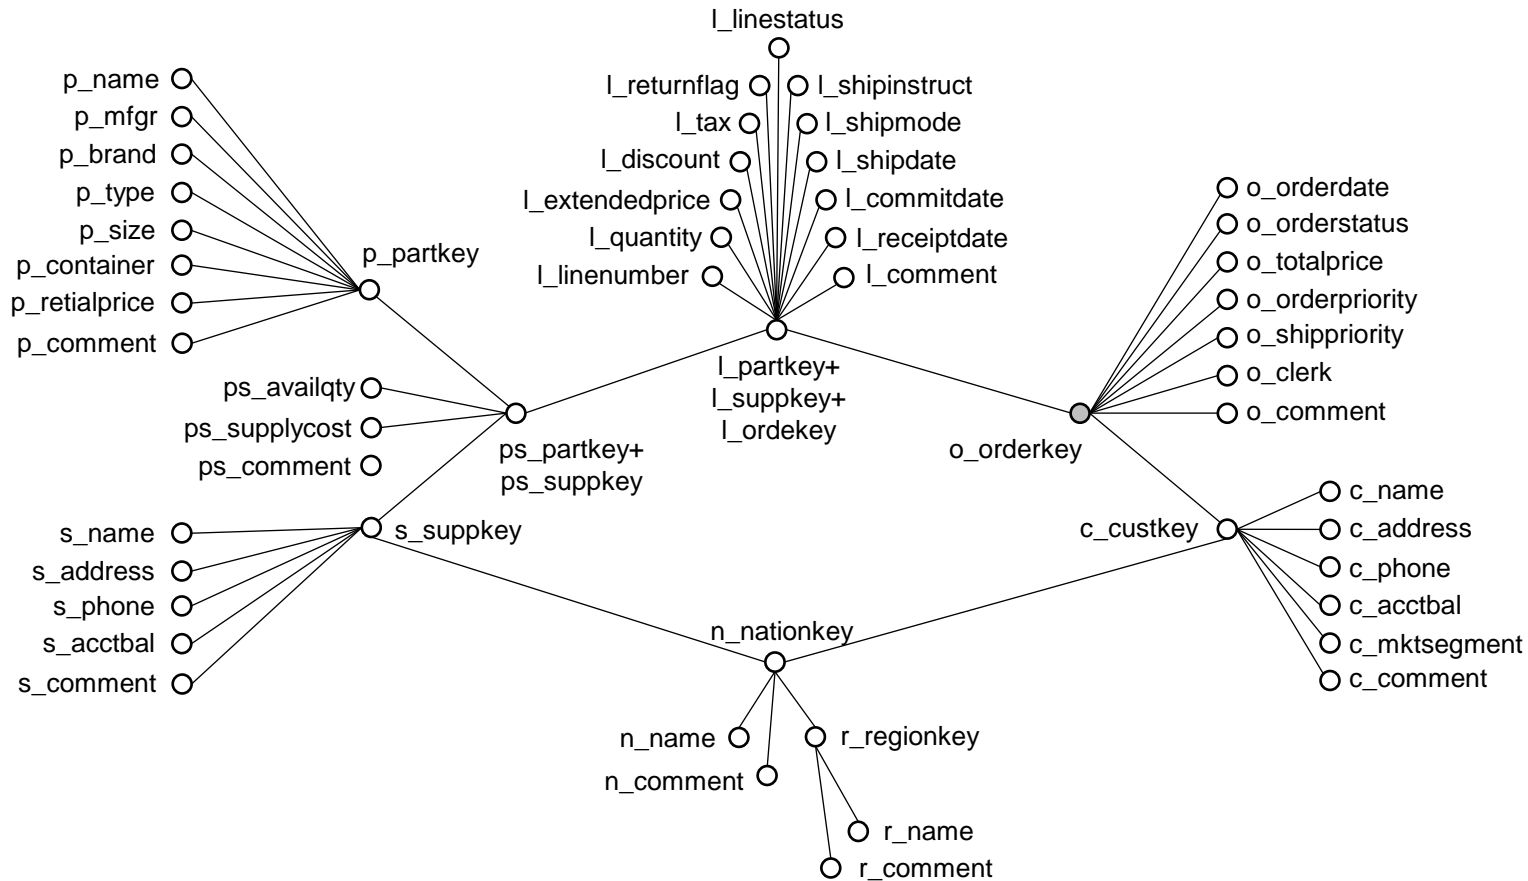 l_linestatus
p_name
p_mfgr
p_brand
p_type
p_size
p_container
p_retialprice
p_comment
p_partkey
l_returnflag
l_tax
l_discount
l_extendedprice
l_quantity
l_linenumber
l_shipinstruct
l_shipmode
l_shipdate
l_commitdate
l_receiptdate
l_comment
l_partkey+
l_suppkey+
l_ordekey
o_orderdate
o_orderstatus
o_totalprice
o_orderpriority
o_shippriority
o_clerk
o_comment
o_orderkey
ps_availqty
ps_supplycost
ps_comment
ps_partkey+
ps_suppkey
s_suppkey
s_name
s_address
s_phone
s_acctbal
s_comment
c_custkey
c_name
c_address
c_phone
c_acctbal
c_mktsegment
c_comment
n_nationkey
n_name
n_comment
r_regionkey
r_name
r_comment